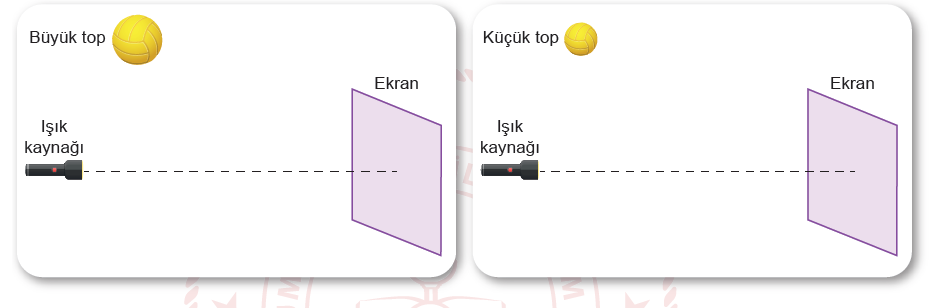 Büyük top
Ekran
Işık
kaynağı
Küçük top
Ekran
Işık
kaynağı